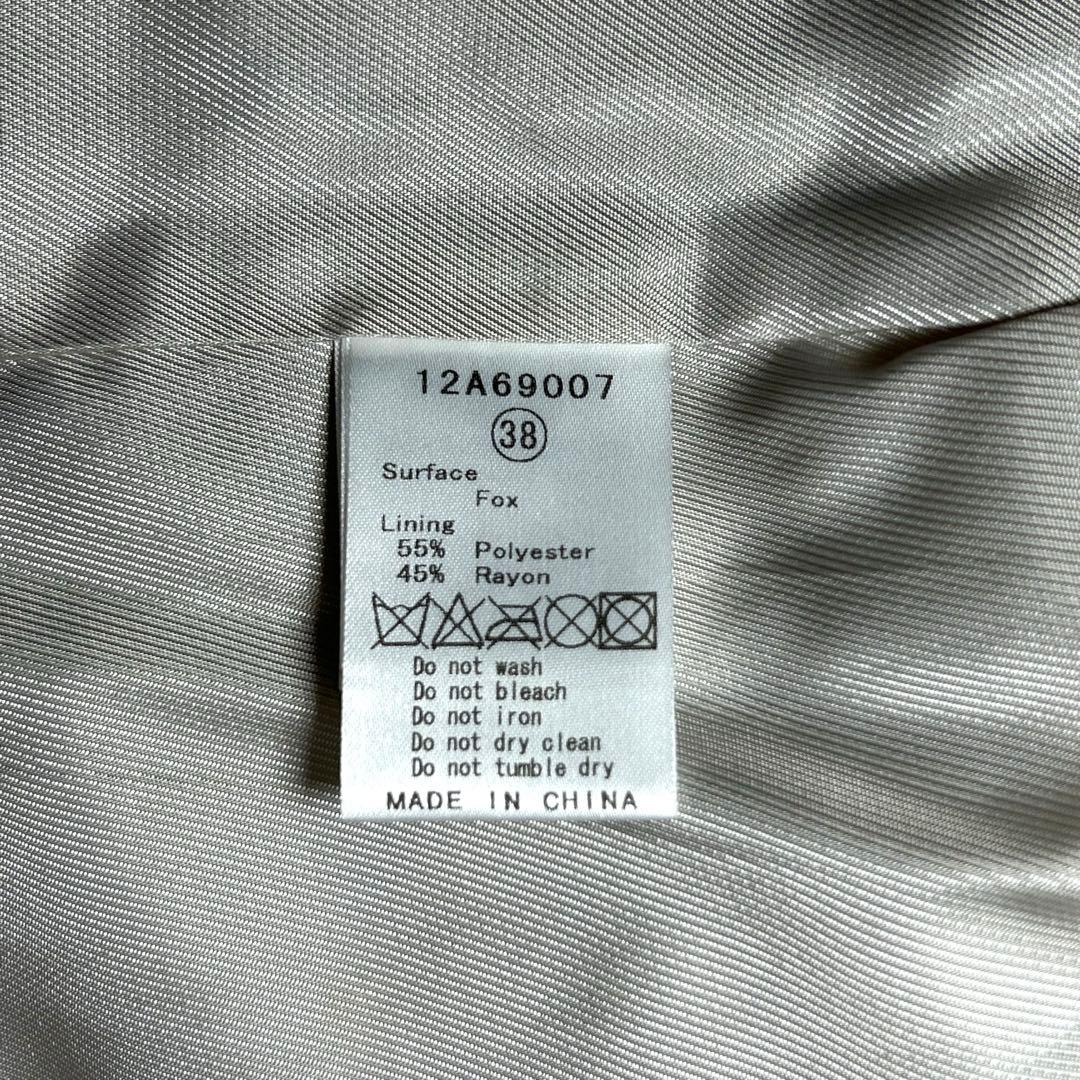 12A69007
38
Surface
Fox
Lining
55% Polyester
45% Rayon
Do not wash
Do not bleach
Do not iron
Do not dry clean
Do not tumble dry
MADE IN CHINA